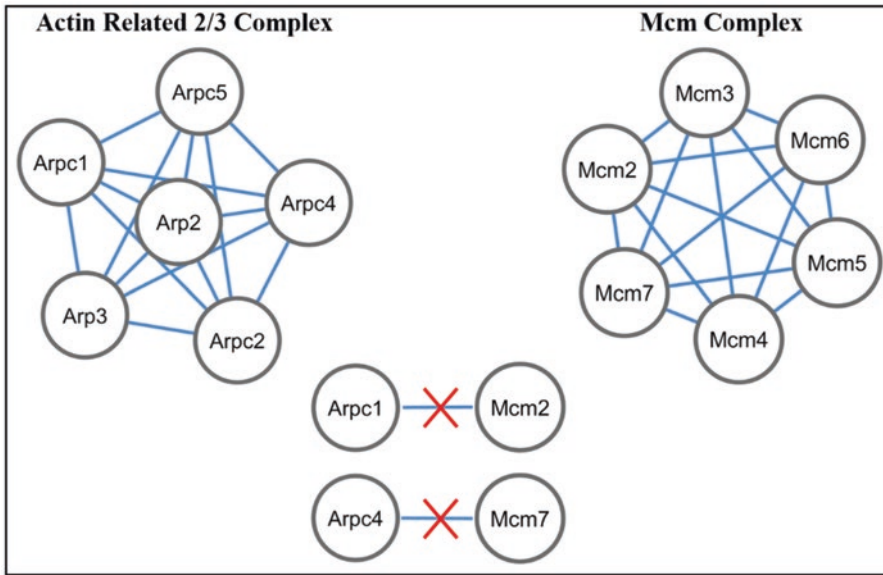 Actin Related 2/3 Complex
Mcm Complex
Arpc5
Arpc1
Arp2
Arpc4
Arp3
Arpc2
Mcm3
Mcm6
Mcm2
Mcm5
Mcm7
Mcm4
Arpc1
Mcm2
Arpc4
Mcm7